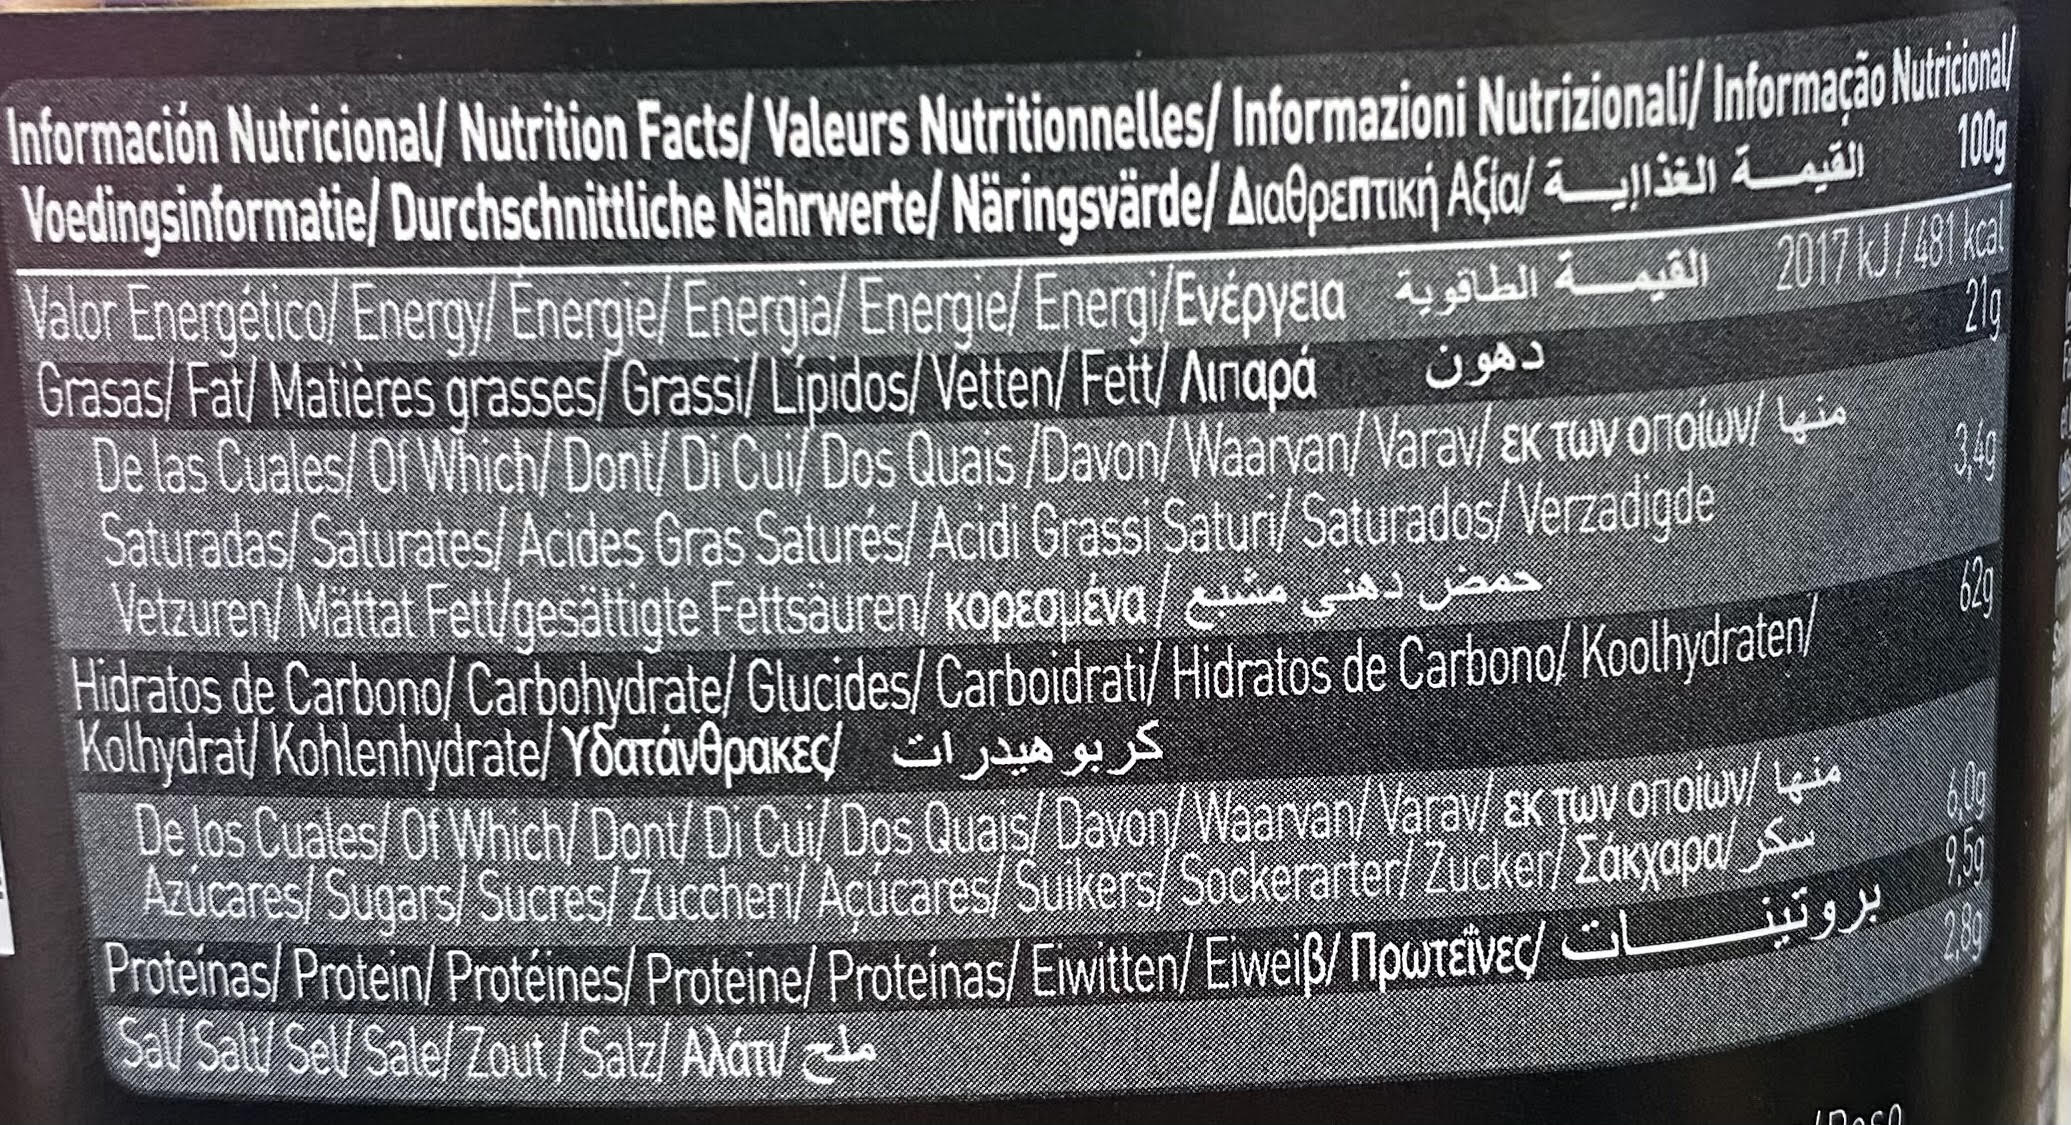 Información Nutricional/ Nutrition Facts/ Valeurs Nutritionnelles/ Informazioni Nutrizionali/ Informação Nutricional/
Voedingsinformatie/ Durchschnittliche Nährwerte/ Näringsvärde/ Διαθρεπτική Αξία/ القيمـــة الغذاإيـــة 100g
Valor Energético/ Energy/ Énergie/ Energia/ Energie/ Energi/Ενέργεια القيمـــة الطاقوية 2017 kJ / 481 kcal
Grasas/ Fat/ Matières grasses/ Grassi/ Lípidos/ Vetten/ Fett/ Λιπαρά دهون 21g
De las Cuales/ Of Which/ Dont/ Di Cui/ Dos Quais /Davon/ Waarvan/ Varav/ εκ των οποίων/ منها 3,4g
Saturadas/ Saturates/ Acides Gras Saturés/ Acidi Grassi Saturi/ Saturados/ Verzadigde
Vetzuren/ Mättat Fett/gesättigte Fettsäuren/ κορεσμένα / حمض دهني مشبع
Hidratos de Carbono/ Carbohydrate/ Glucides/ Carboidrati/ Hidratos de Carbono/ Koolhydraten/ 62g
Kolhydrat/ Kohlenhydrate/ Υδατάνθρακες/ كربوهيدرات
De los Cuales/ Of Which/ Dont/ Di Cui/ Dos Quais/ Davon/ Waarvan/ Varav/ εκ των οποίων/ منها 6,0g
Azúcares/ Sugars/ Sucres/ Zuccheri/ Açúcares/ Suikers/ Sockerarter/ Zucker/ Σάκχαρα/ سكر
Proteínas/ Protein/ Protéines/ Proteine/ Proteínas/ Eiwitten/ Eiweiβ/ Πρωτεΐνες/ بروتينـــــات 9,5g
Sal/ Salt/ Sel/ Sale/ Zout / Salz/ Αλάτι/ ملح 2,8g